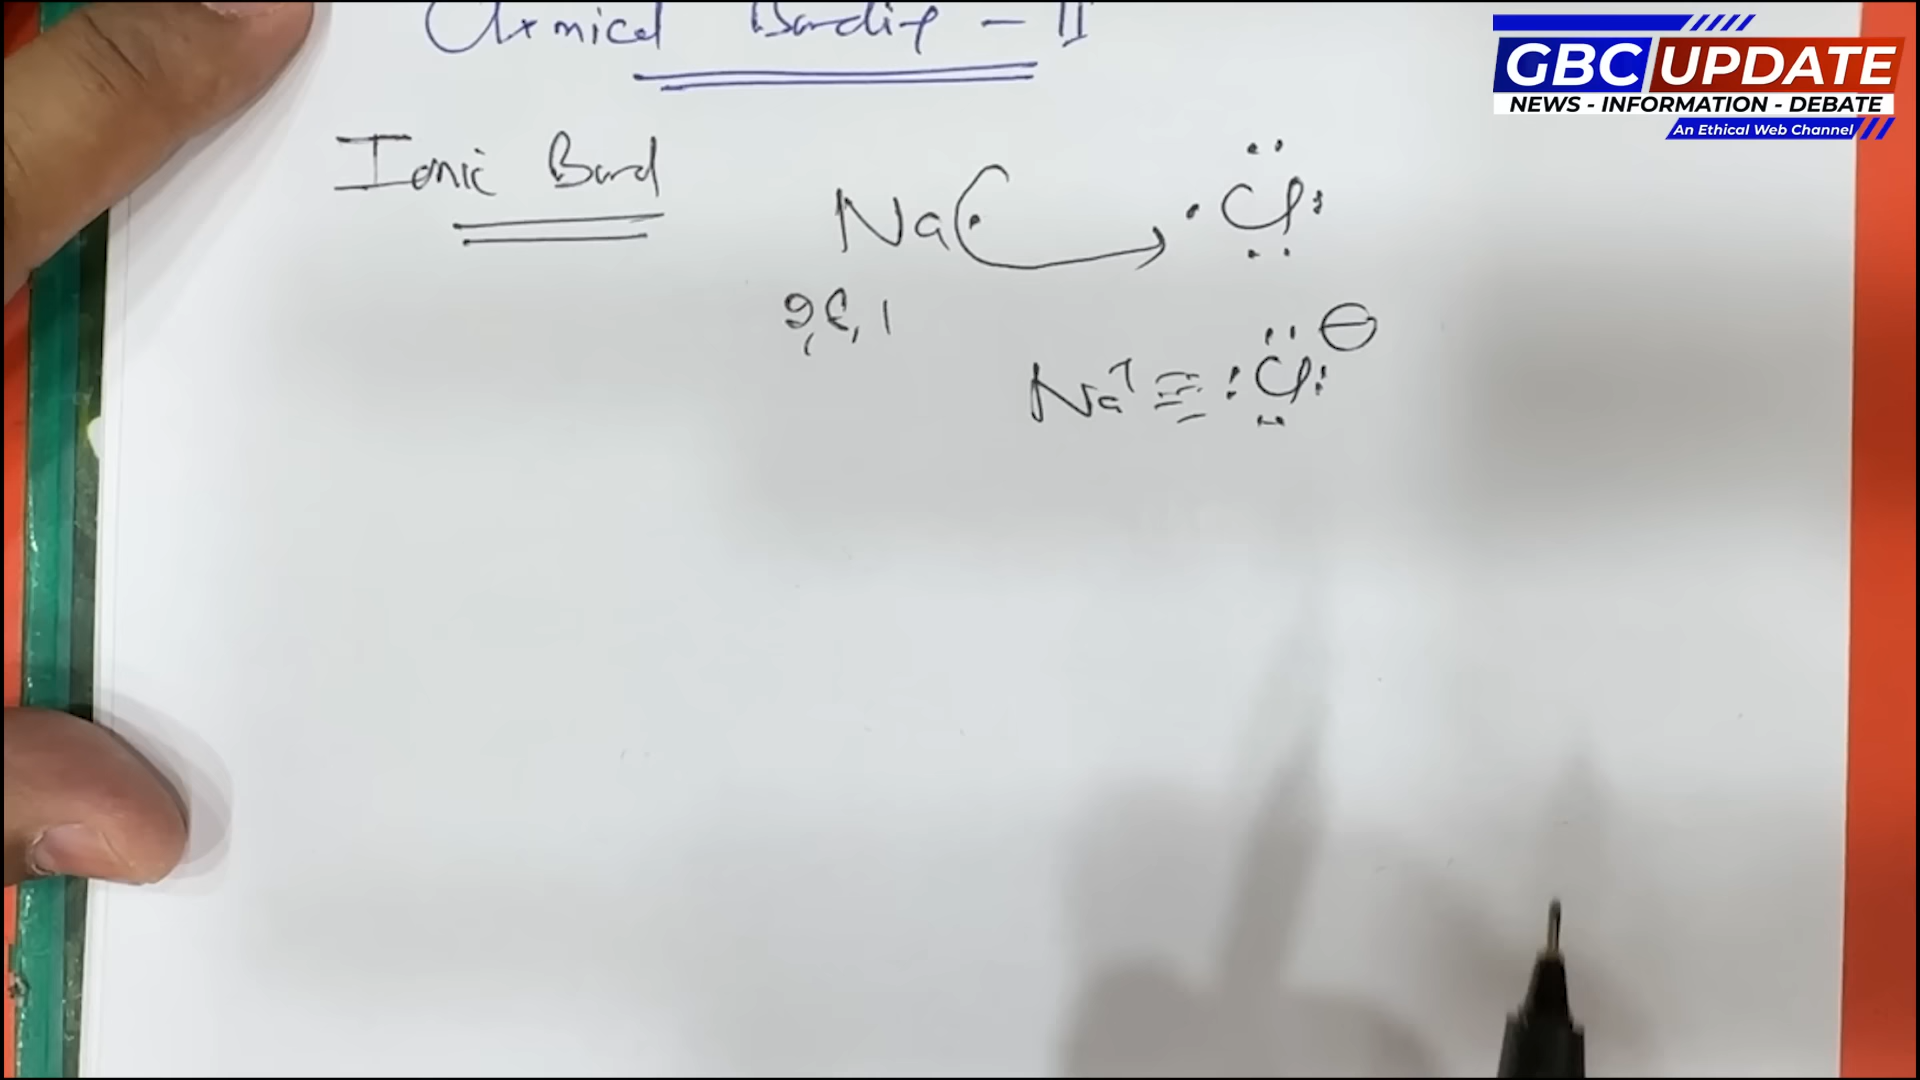 Chemical Bonding - II
GBC UPDATE
NEWS - INFORMATION - DEBATE
An Ethical Web Channel
Ionic Bond
Na Cl
2,8,1
Na+ Cl ⊖